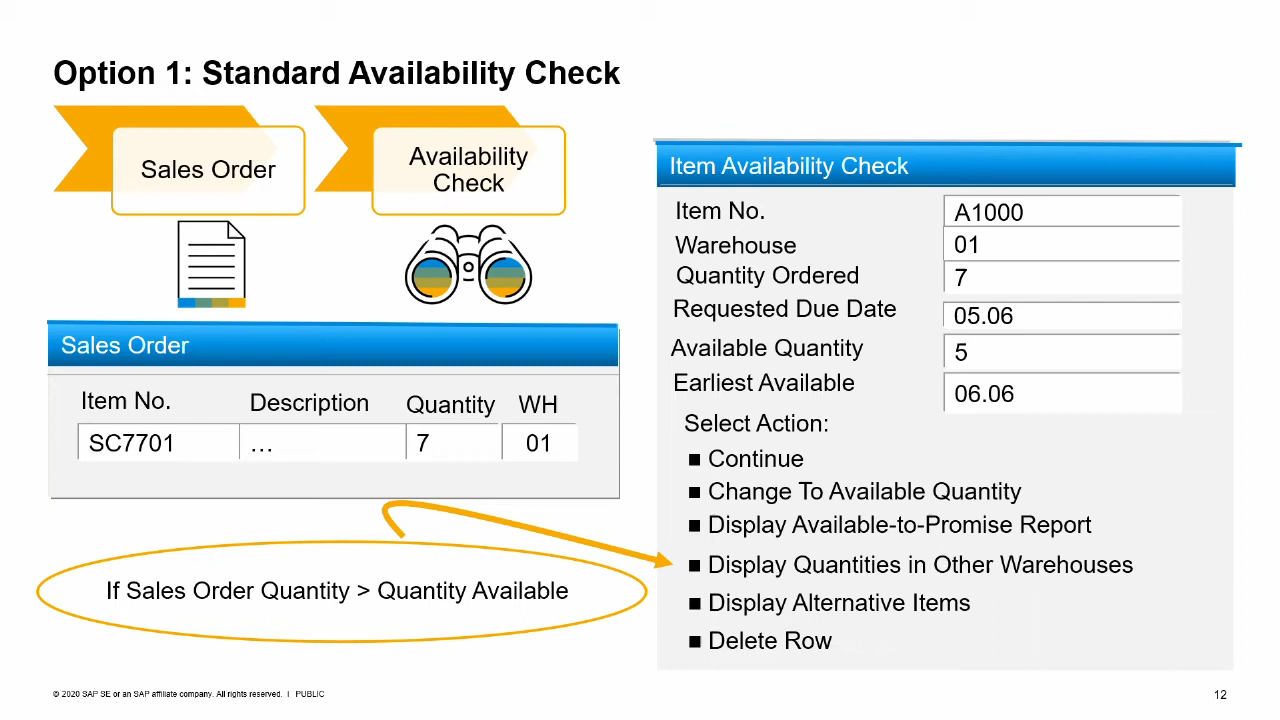 Option 1: Standard Availability Check
Sales Order
Availability
Check
Sales Order
Item No. Description Quantity WH
SC7701 ... 7 01
If Sales Order Quantity > Quantity Available
Item Availability Check
Item No. A1000
Warehouse 01
Quantity Ordered 7
Requested Due Date 05.06
Available Quantity 5
Earliest Available 06.06
Select Action:
■ Continue
■ Change To Available Quantity
■ Display Available-to-Promise Report
■ Display Quantities in Other Warehouses
■ Display Alternative Items
■ Delete Row
© 2020 SAP SE or an SAP affiliate company. All rights reserved. I PUBLIC
12